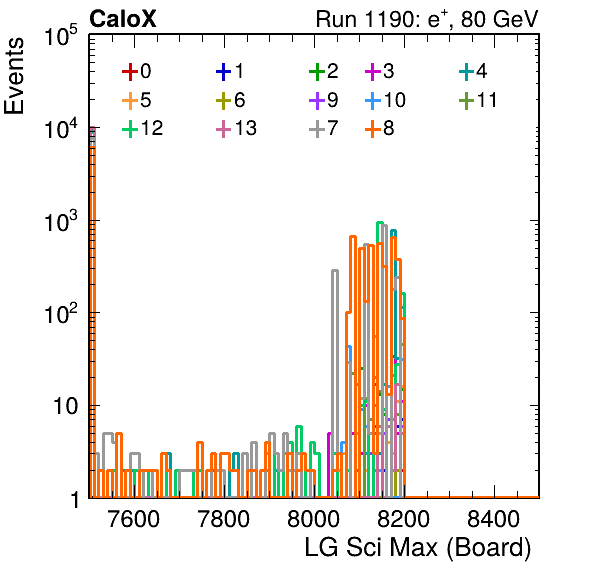 CaloX Run 1190: e⁺, 80 GeV
Events
10⁵
10⁴
10³
10²
10
1
0 1 2 3 4
5 6 9 10 11
12 13 7 8
7600 7800 8000 8200 8400
LG Sci Max (Board)